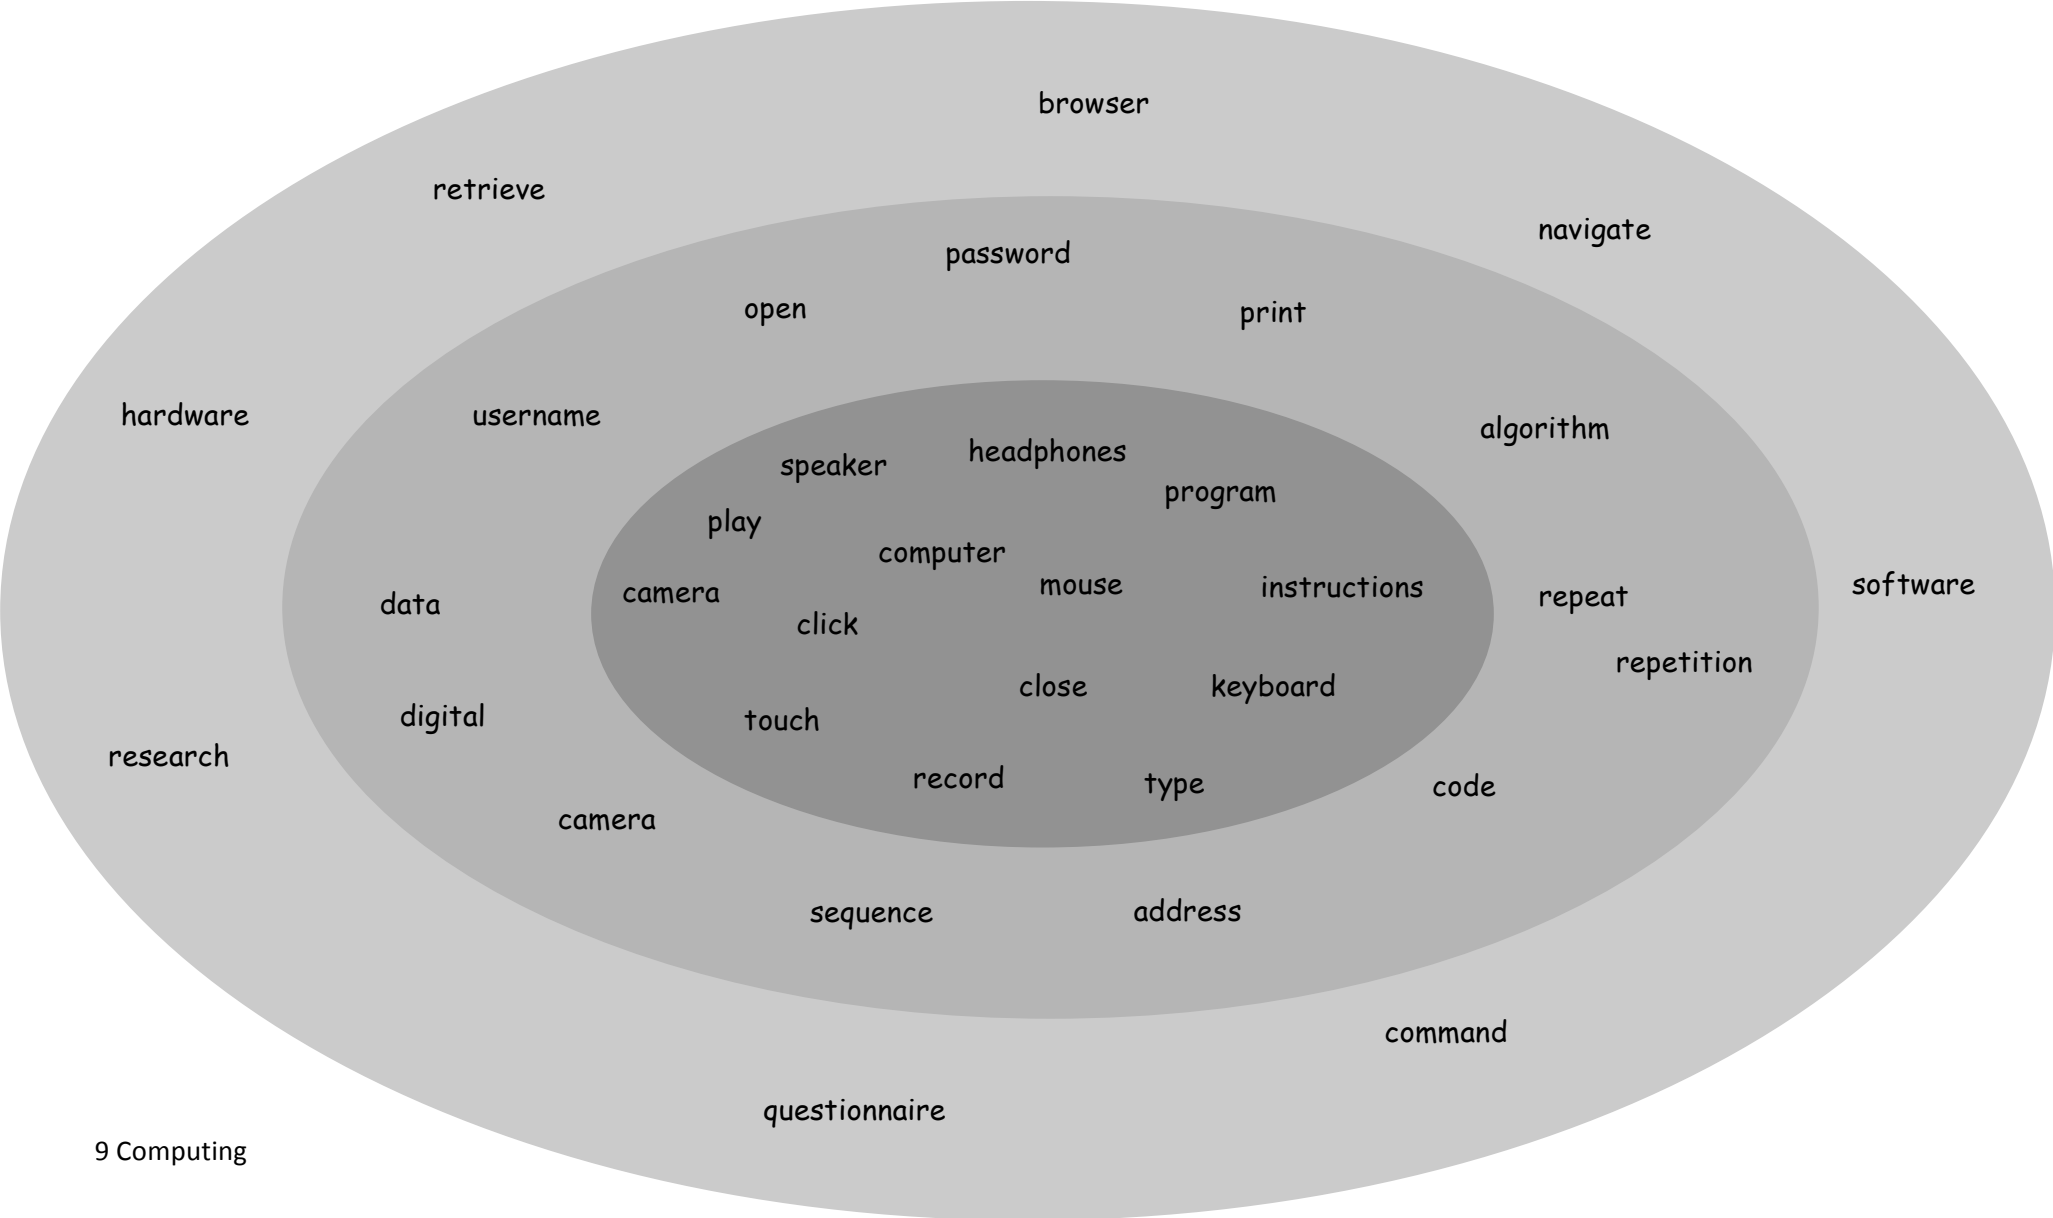 browser
retrieve
navigate
password
open
print
hardware
username
algorithm
headphones
speaker
program
play
computer
mouse
instructions
camera
data
repeat
software
click
repetition
close
keyboard
digital
touch
research
record
type
code
camera
sequence
address
command
questionnaire
9 Computing